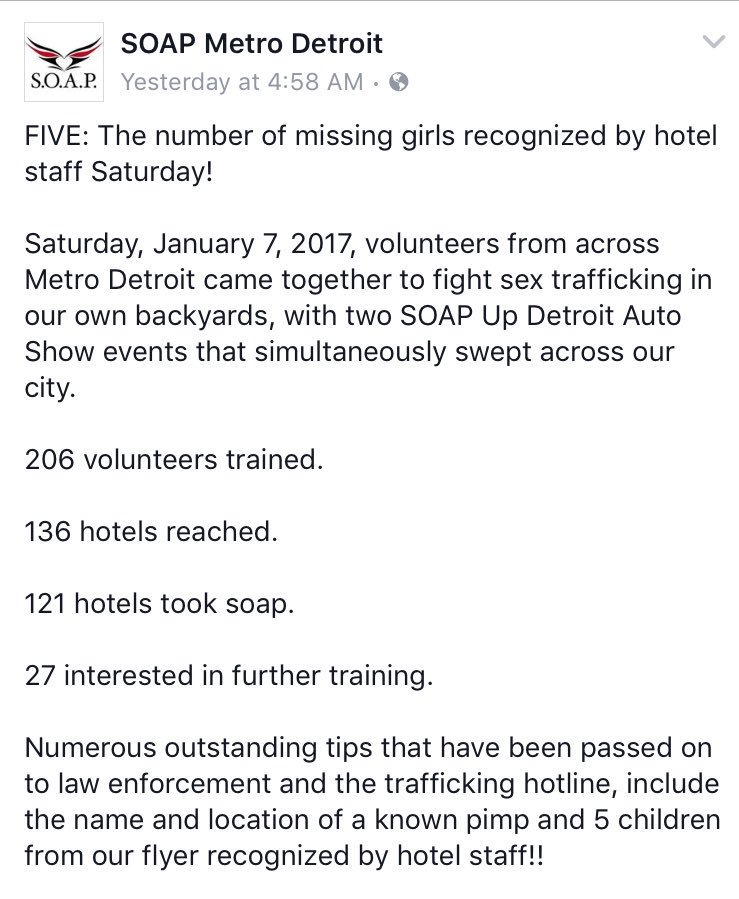 SOAP Metro Detroit
S.O.A.P.
Yesterday at 4:58 AM ·
FIVE: The number of missing girls recognized by hotel
staff Saturday!
Saturday, January 7, 2017, volunteers from across
Metro Detroit came together to fight sex trafficking in
our own backyards, with two SOAP Up Detroit Auto
Show events that simultaneously swept across our
city.
206 volunteers trained.
136 hotels reached.
121 hotels took soap.
27 interested in further training.
Numerous outstanding tips that have been passed on
to law enforcement and the trafficking hotline, include
the name and location of a known pimp and 5 children
from our flyer recognized by hotel staff!!